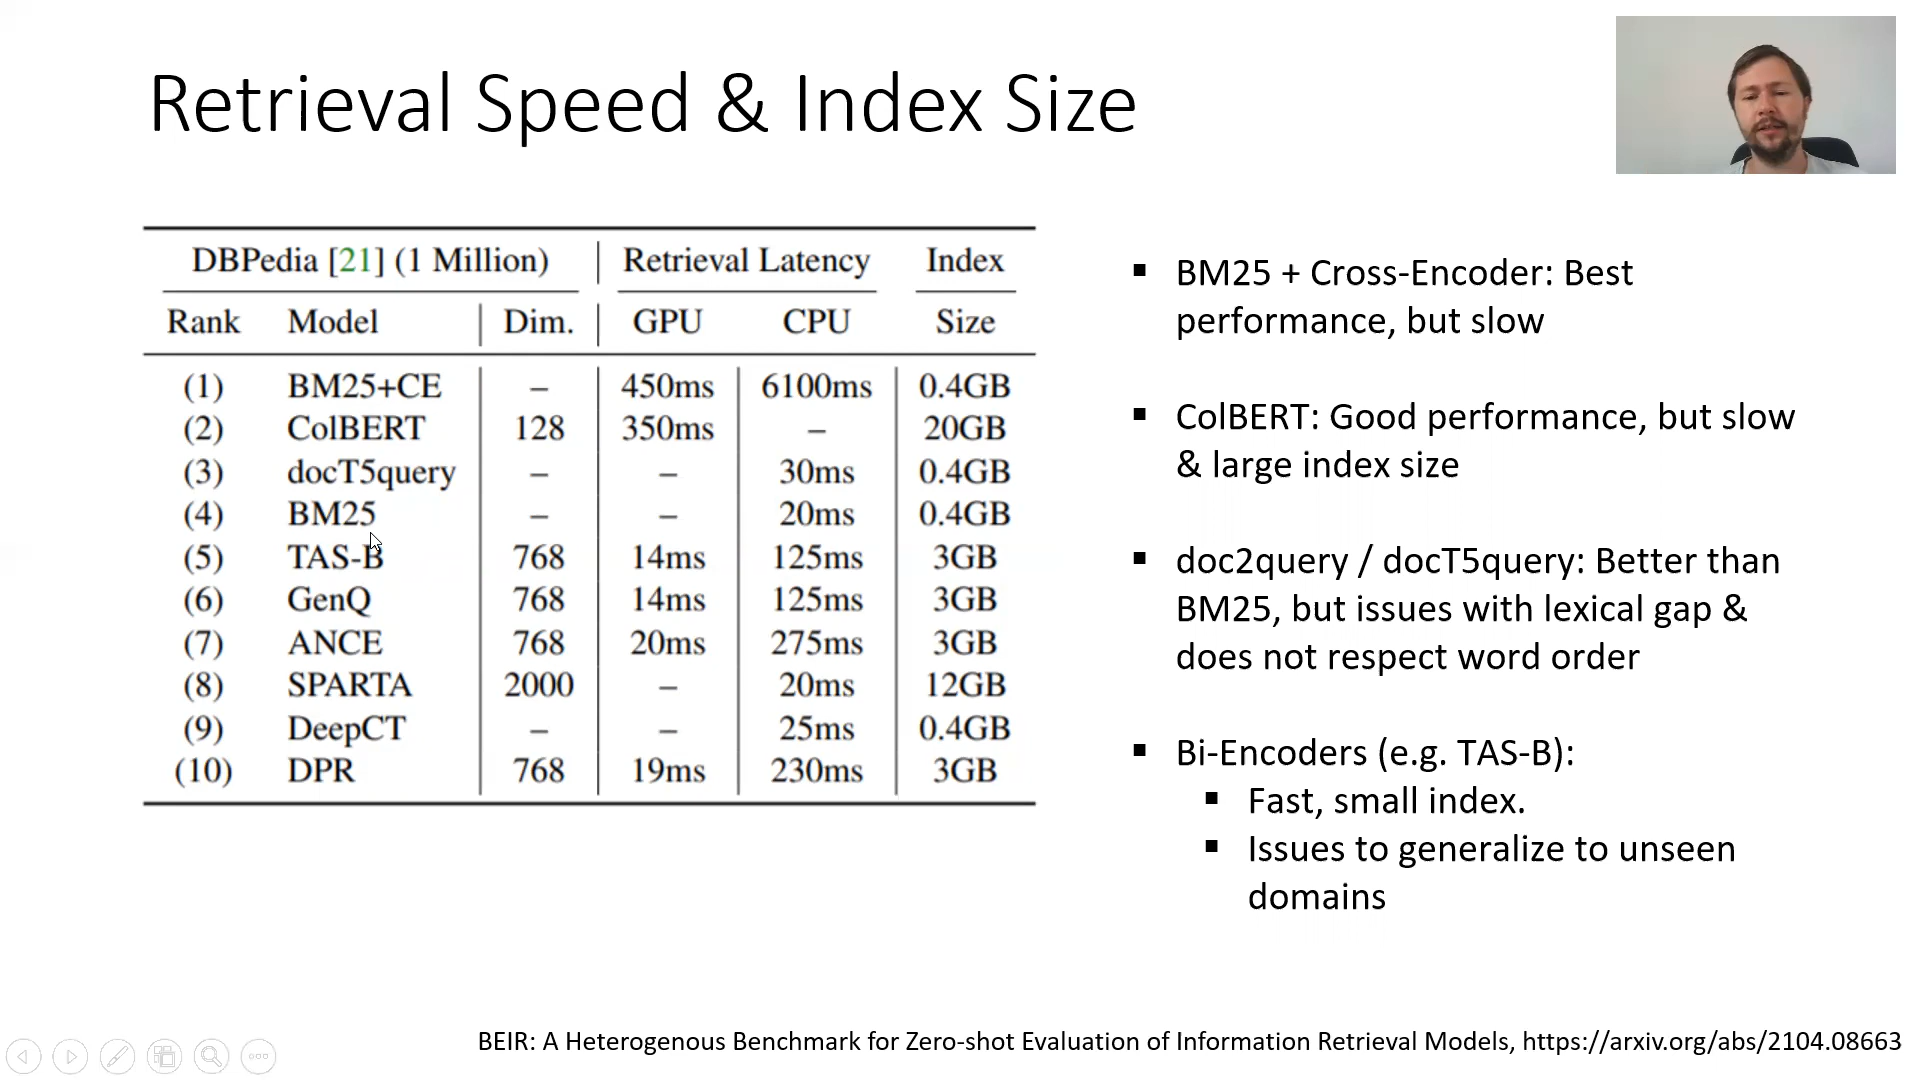 Retrieval Speed & Index Size
DBPedia [21] (1 Million) Retrieval Latency Index
Rank Model Dim. GPU CPU Size
(1) BM25+CE – 450ms 6100ms 0.4GB
(2) ColBERT 128 350ms – 20GB
(3) docT5query – – 30ms 0.4GB
(4) BM25 – – 20ms 0.4GB
(5) TAS-B 768 14ms 125ms 3GB
(6) GenQ 768 14ms 125ms 3GB
(7) ANCE 768 20ms 275ms 3GB
(8) SPARTA 2000 – 20ms 12GB
(9) DeepCT – – 25ms 0.4GB
(10) DPR 768 19ms 230ms 3GB
▪ BM25 + Cross-Encoder: Best
performance, but slow
▪ ColBERT: Good performance, but slow
& large index size
▪ doc2query / docT5query: Better than
BM25, but issues with lexical gap &
does not respect word order
▪ Bi-Encoders (e.g. TAS-B):
▪ Fast, small index.
▪ Issues to generalize to unseen
domains
BEIR: A Heterogenous Benchmark for Zero-shot Evaluation of Information Retrieval Models, https://arxiv.org/abs/2104.08663